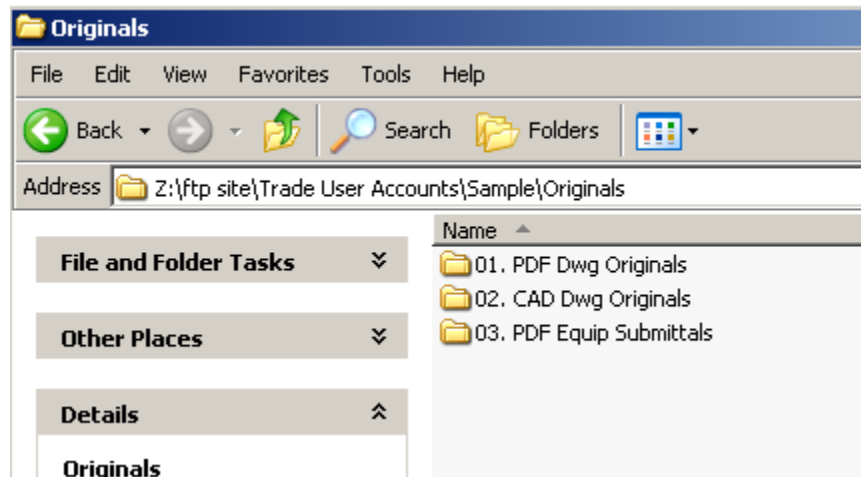 Originals
File Edit View Favorites Tools Help
Back Search Folders
Address Z:\ftp site\Trade User Accounts\Sample\Originals
Name
File and Folder Tasks
01. PDF Dwg Originals
02. CAD Dwg Originals
03. PDF Equip Submittals
Other Places
Details
Originals